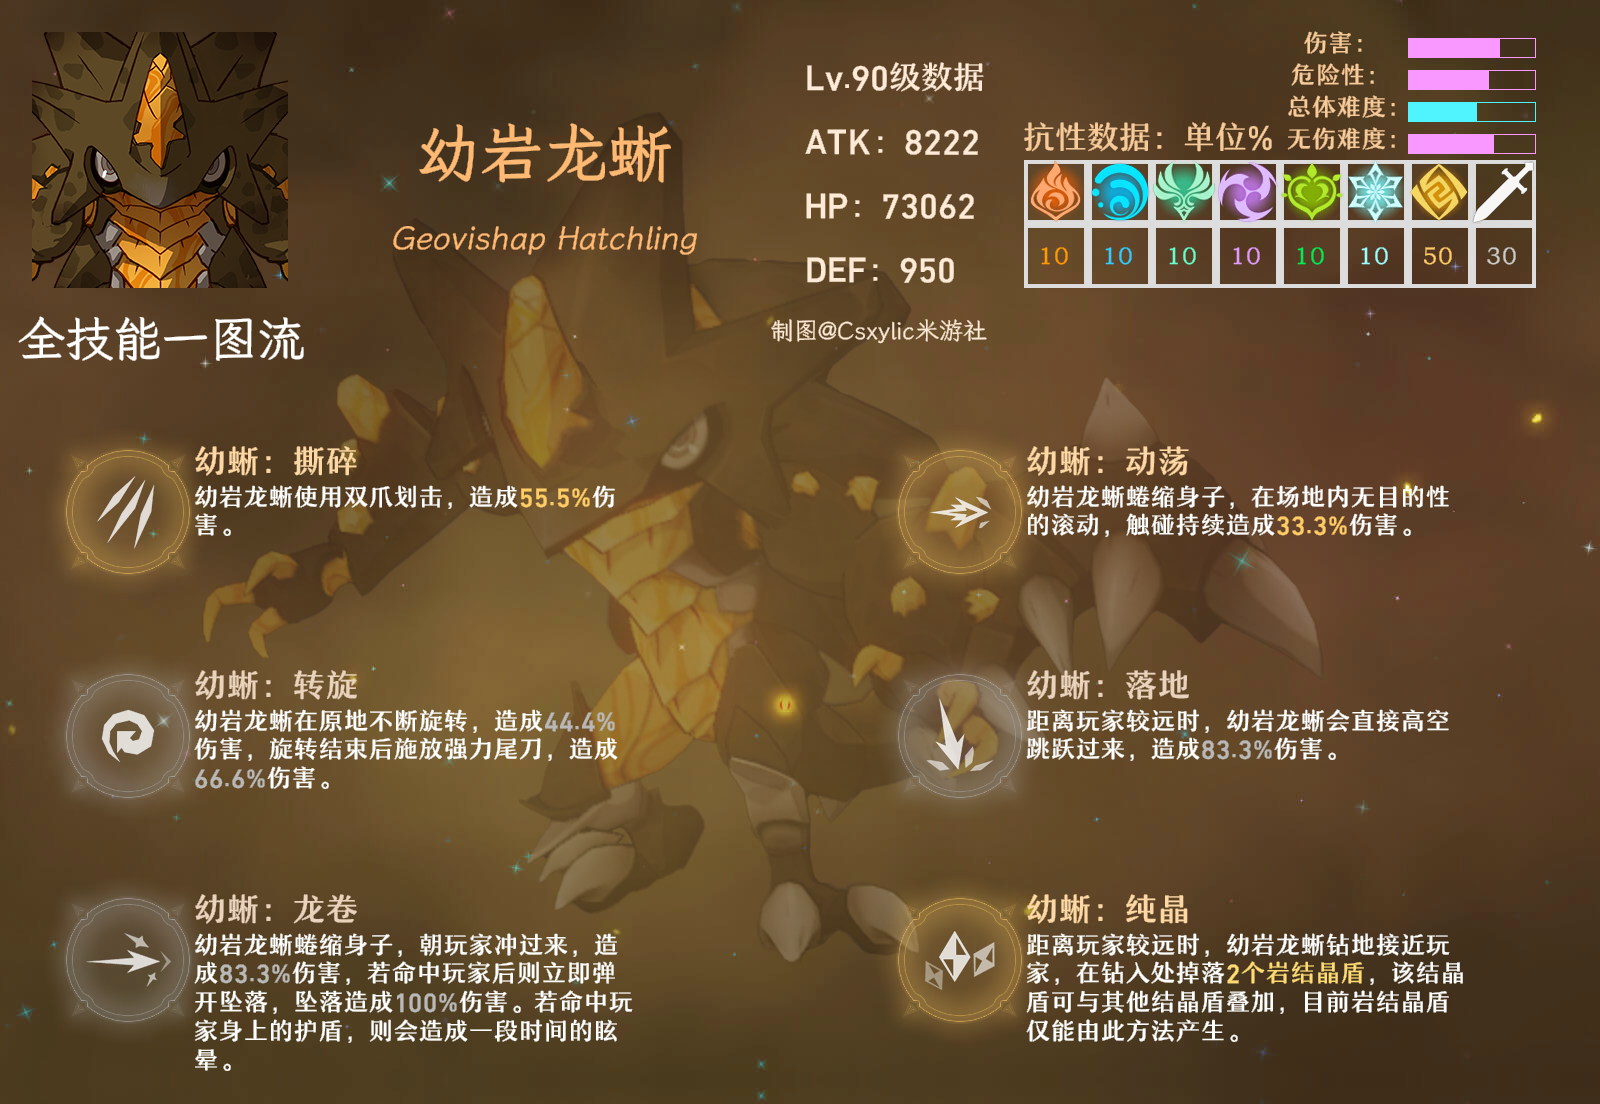 幼岩龙蜥
Geovishap Hatchling
全技能一图流
Lv.90级数据
ATK：8222
HP：73062
DEF：950
制图@Csxylic米游社
伤害：
危险性：
总体难度：
无伤难度：
抗性数据：单位%
10 10 10 10 10 10 50 30
幼蜥：撕碎
幼岩龙蜥使用双爪划击，造成55.5%伤
害。
幼蜥：动荡
幼岩龙蜥蜷缩身子，在场地内无目的性
的滚动，触碰持续造成33.3%伤害。
幼蜥：转旋
幼岩龙蜥在原地不断旋转，造成44.4%
伤害，旋转结束后施放强力尾刀，造成
66.6%伤害。
幼蜥：落地
距离玩家较远时，幼岩龙蜥会直接高空
跳跃过来，造成83.3%伤害。
幼蜥：龙卷
幼岩龙蜥蜷缩身子，朝玩家冲过来，造
成83.3%伤害，若命中玩家后则立即弹
开坠落，坠落造成100%伤害。若命中玩
家身上的护盾，则会造成一段时间的眩
晕。
幼蜥：纯晶
距离玩家较远时，幼岩龙蜥钻地接近玩
家，在钻入处掉落2个岩结晶盾，该结晶
盾可与其他结晶盾叠加，目前岩结晶盾
仅能由此方法产生。